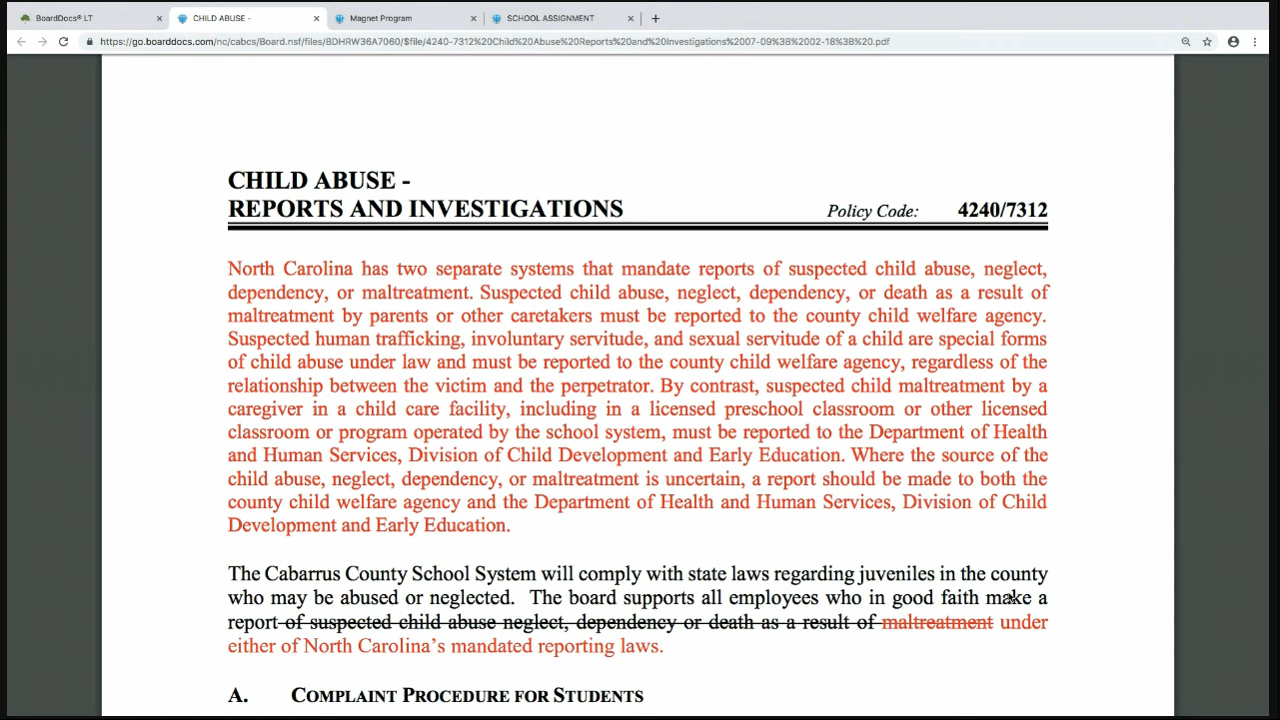 BoardDocs® LT
CHILD ABUSE -
Magnet Program
SCHOOL ASSIGNMENT
https://go.boarddocs.com/nc/cabcs/Board.nsf/files/BDHRW36A7060/$file/4240-7312%20Child%20Abuse%20Reports%20and%20Investigations%2007-09%3B%2002-18%3B%20.pdf
CHILD ABUSE -
REPORTS AND INVESTIGATIONS Policy Code: 4240/7312
North Carolina has two separate systems that mandate reports of suspected child abuse, neglect,
dependency, or maltreatment. Suspected child abuse, neglect, dependency, or death as a result of
maltreatment by parents or other caretakers must be reported to the county child welfare agency.
Suspected human trafficking, involuntary servitude, and sexual servitude of a child are special forms
of child abuse under law and must be reported to the county child welfare agency, regardless of the
relationship between the victim and the perpetrator. By contrast, suspected child maltreatment by a
caregiver in a child care facility, including in a licensed preschool classroom or other licensed
classroom or program operated by the school system, must be reported to the Department of Health
and Human Services, Division of Child Development and Early Education. Where the source of the
child abuse, neglect, dependency, or maltreatment is uncertain, a report should be made to both the
county child welfare agency and the Department of Health and Human Services, Division of Child
Development and Early Education.
The Cabarrus County School System will comply with state laws regarding juveniles in the county
who may be abused or neglected. The board supports all employees who in good faith make a
report of suspected child abuse neglect, dependency or death as a result of maltreatment under
either of North Carolina's mandated reporting laws.
A. COMPLAINT PROCEDURE FOR STUDENTS